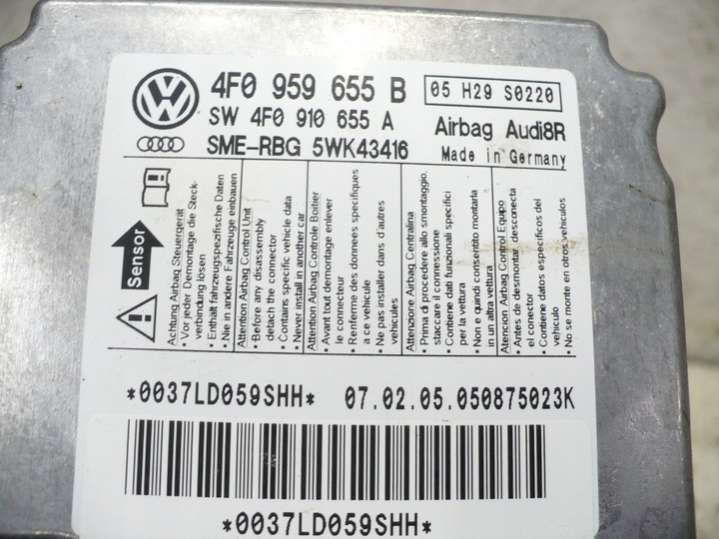 4F0 959 655 B
05 H29 S0220
SW 4F0 910 655 A
Airbag Audi8R
SME-RBG 5WK43416
Made in Germany
Sensor
Achtung Airbag Steuergerät
• Vor jeder Demontage die Steck-
verbindung lösen
• Enthält fahrzeugspezifische Daten
• Nie in andere Fahrzeuge einbauen
Attention Airbag Control Unit
• Before any disassembly
detach the connector
• Contains specific vehicle data
• Never install in another car
Attention Airbag Controle Boitier
• Avant tout demontage enlever
le connecteur
• Renferme des données specifiques
a ce vehicule
• Ne pas installer dans d'autres
vehicules
Attenzione Airbag Centralina
• Prima di procedere allo smontaggio,
staccare il connessione
• Contiene dati funzionali specifici
per la vettura
• Non e quindi consentito montarla
in un altra vettura
Atencion Airbag Control Equipo
• Antes de desmontar, desconecta
el conector
• Contiene datos especificos del
vehiculo
• No se monte en otros vehiculos
*0037LD059SHH*
07.02.05.050875023K
*0037LD059SHH*